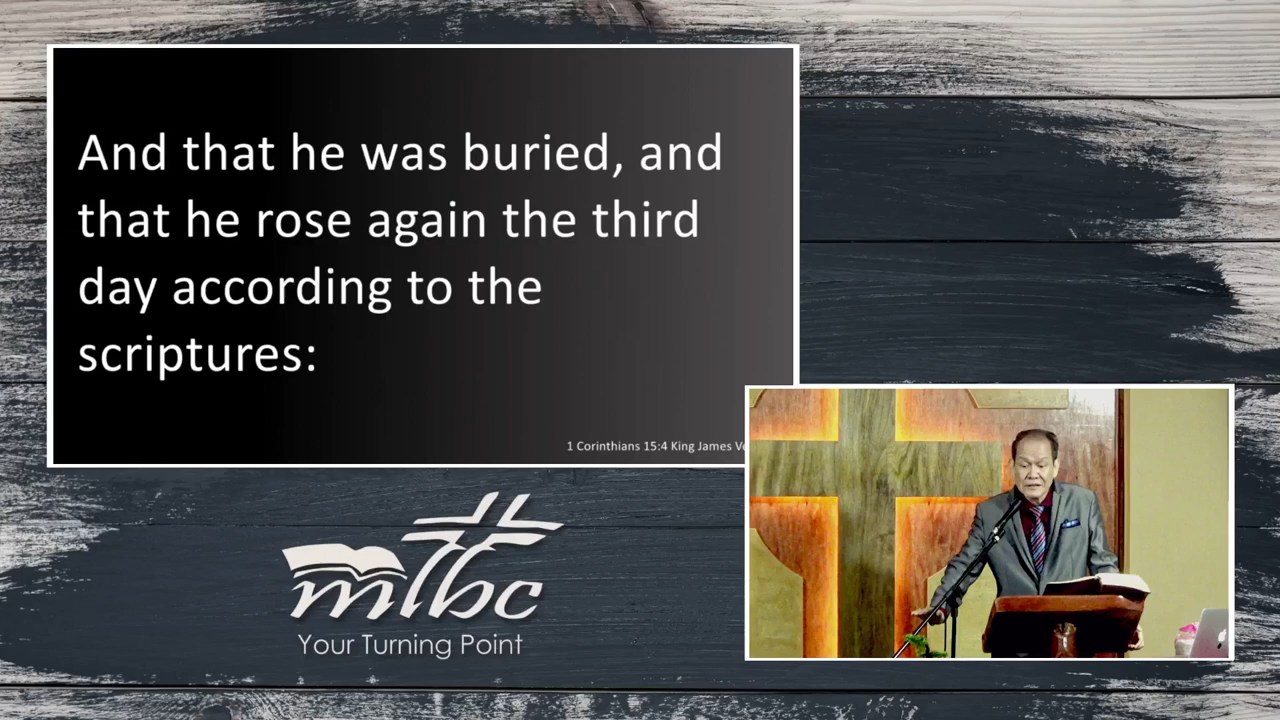 And that he was buried, and
that he rose again the third
day according to the
scriptures:
1 Corinthians 15:4 King James
mlbc
Your Turning Point